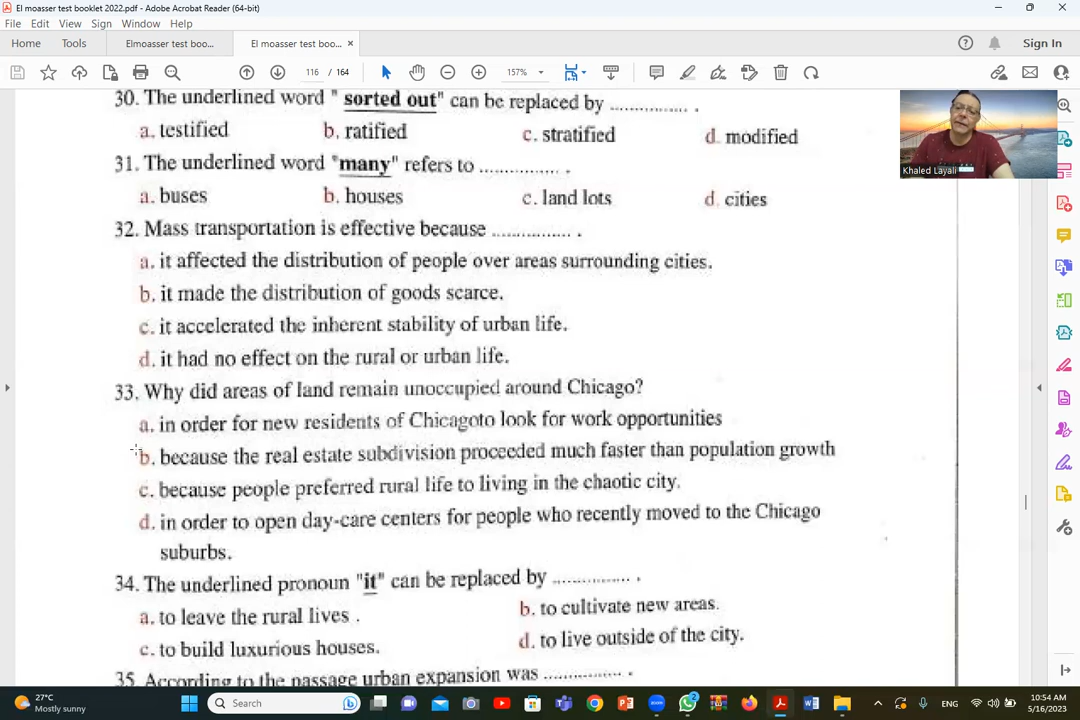 El moasser test booklet 2022.pdf - Adobe Acrobat Reader (64-bit)
File Edit View Sign Window Help
Home Tools Elmoasser test boo... El moasser test boo... × Sign In
116 / 164 157%
30. The underlined word " sorted out" can be replaced by ............... .
a. testified b. ratified c. stratified d. modified
Khaled Layali
31. The underlined word "many" refers to ............... .
a. buses b. houses c. land lots d. cities
32. Mass transportation is effective because ............... .
a. it affected the distribution of people over areas surrounding cities.
b. it made the distribution of goods scarce.
c. it accelerated the inherent stability of urban life.
d. it had no effect on the rural or urban life.
33. Why did areas of land remain unoccupied around Chicago?
a. in order for new residents of Chicagoto look for work opportunities
b. because the real estate subdivision proceeded much faster than population growth
c. because people preferred rural life to living in the chaotic city.
d. in order to open day-care centers for people who recently moved to the Chicago
suburbs.
34. The underlined pronoun "it" can be replaced by ............... .
a. to leave the rural lives . b. to cultivate new areas.
c. to build luxurious houses. d. to live outside of the city.
35. According to the passage urban expansion was ............... .
27°C
Mostly sunny
Search
2
ENG
10:54 AM
5/16/2023